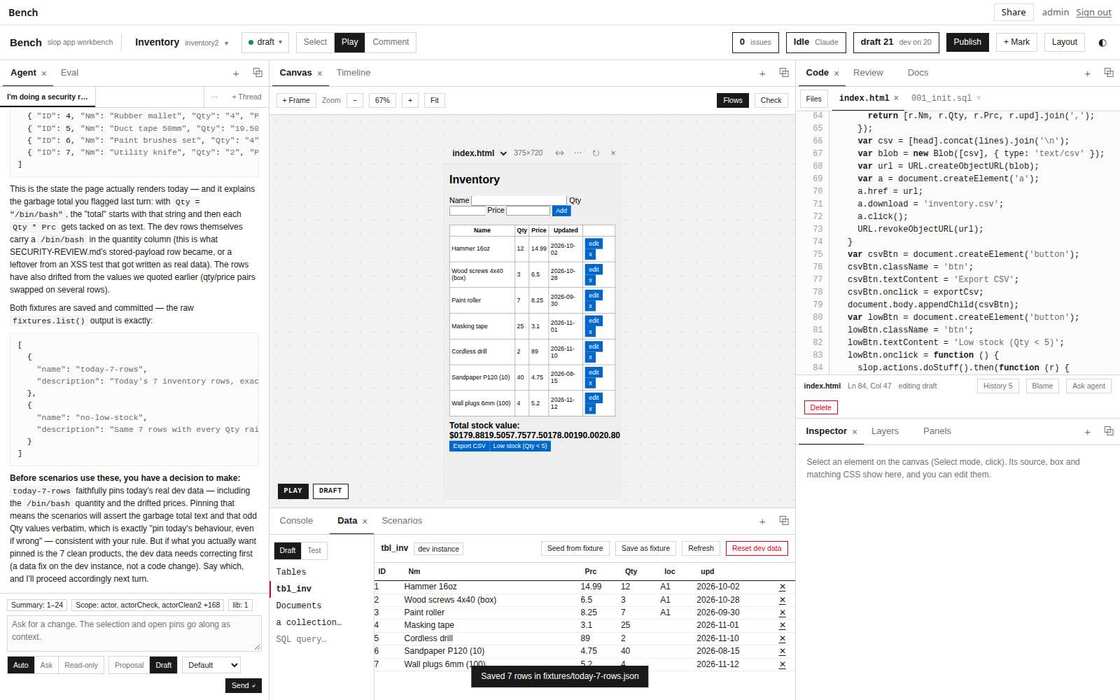 Bench
Share admin Sign out
Bench slop app workbench Inventory inventory2 ▾ draft ▾ Select Play Comment 0 issues Idle Claude draft 21 dev on 20 Publish + Mark Layout
Agent × Eval +
I'm doing a security r… ··· + Thread
{ "ID": 4, "Nm": "Rubber mallet", "Qty": "4", "P
{ "ID": 5, "Nm": "Duct tape 50mm", "Qty": "19.50
{ "ID": 6, "Nm": "Paint brushes set", "Qty": "4"
{ "ID": 7, "Nm": "Utility knife", "Qty": "2", "P
]
This is the state the page actually renders today — and it explains
the garbage total you flagged last turn: with Qty =
"/bin/bash", the "total" starts with that string and then each
Qty * Prc gets tacked on as text. The dev rows themselves
carry a /bin/bash in the quantity column (this is what
SECURITY-REVIEW.md's stored-payload row became, or a
leftover from an XSS test that got written as real data). The rows
have also drifted from the values we quoted earlier (qty/price pairs
swapped on several rows).
Both fixtures are saved and committed — the raw
fixtures.list() output is exactly:
[
{
"name": "today-7-rows",
"description": "Today's 7 inventory rows, exac
},
{
"name": "no-low-stock",
"description": "Same 7 rows with every Qty rai
}
]
Before scenarios use these, you have a decision to make:
today-7-rows faithfully pins today's real dev data — including
the /bin/bash quantity and the drifted prices. Pinning that
means the scenarios will assert the garbage total and that odd
Qty values verbatim, which is exactly "pin today's behaviour, even
if wrong" — consistent with your rule. But if what you actually want
pinned is the 7 clean products, the dev data needs correcting first
(a data fix on the dev instance, not a code change). Say which,
and I'll proceed accordingly next turn.
Summary: 1–24 Scope: actor, actorCheck, actorClean2 +168 lib: 1
Ask for a change. The selection and open pins go along as
context.
Auto Ask Read-only Proposal Draft Default
Send
Canvas × Timeline +
+ Frame Zoom − 67% + Fit Flows Check
index.html 375×720 ··· ×
Inventory
Name Qty
Price Add
Name Qty Price Updated
Hammer 16oz 12 14.99 2026-10-02 edit x
Wood screws 4x40 (box) 3 6.5 2026-10-28 edit x
Paint roller 7 8.25 2026-09-30 edit x
Masking tape 25 3.1 2026-11-01 edit x
Cordless drill 2 89 2026-11-10 edit x
Sandpaper P120 (10) 40 4.75 2026-08-15 edit x
Wall plugs 6mm (100) 4 5.2 2026-11-12 edit x
Total stock value:
$0179.8819.5057.7577.50178.00190.0020.80
Export CSV Low stock (Qty < 5)
PLAY DRAFT
Console Data × Scenarios +
Draft Test
Tables
tbl_inv
Documents
a collection…
SQL query…
tbl_inv dev instance Seed from fixture Save as fixture Refresh Reset dev data
ID Nm Prc Qty loc upd
1 Hammer 16oz 14.99 12 A1 2026-10-02 ×
2 Wood screws 4x40 (box) 6.5 3 A1 2026-10-28 ×
3 Paint roller 8.25 7 A1 2026-09-30 ×
4 Masking tape 3.1 25 2026-11-01 ×
5 Cordless drill 89 2 2026-11-10 ×
6 Sandpaper P120 (10) 4.75 40 2026-08-15 ×
7 Wall plugs 6mm (100) 5.2 4 2026-11-12 ×
Saved 7 rows in fixtures/today-7-rows.json
Code × Review Docs +
Files index.html × 001_init.sql
64 return [r.Nm, r.Qty, r.Prc, r.upd].join(',');
65 });
66 var csv = [head].concat(lines).join('\n');
67 var blob = new Blob([csv], { type: 'text/csv' });
68 var url = URL.createObjectURL(blob);
69 var a = document.createElement('a');
70 a.href = url;
71 a.download = 'inventory.csv';
72 a.click();
73 URL.revokeObjectURL(url);
74 }
75 var csvBtn = document.createElement('button');
76 csvBtn.className = 'btn';
77 csvBtn.textContent = 'Export CSV';
78 csvBtn.onclick = exportCsv;
79 document.body.appendChild(csvBtn);
80 var lowBtn = document.createElement('button');
81 lowBtn.className = 'btn';
82 lowBtn.textContent = 'Low stock (Qty < 5)';
83 lowBtn.onclick = function () {
84 slop.actions.doStuff().then(function (r) {
index.html Ln 84, Col 47 editing draft History 5 Blame Ask agent
Delete
Inspector × Layers Panels +
Select an element on the canvas (Select mode, click). Its source, box and
matching CSS show here, and you can edit them.